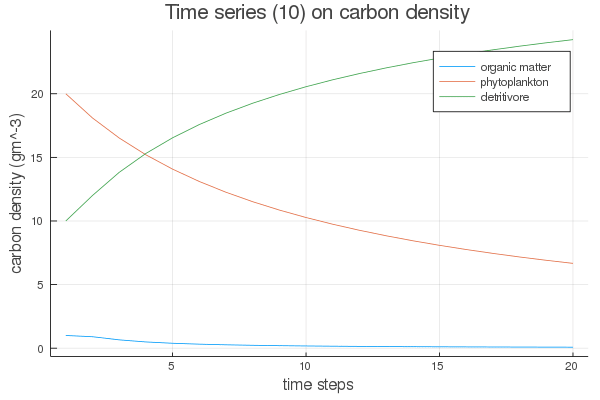 Time series (10) on carbon density
organic matter
phytoplankton
detritivore
carbon density (gm^-3)
20
15
10
5
0
5
10
15
20
time steps